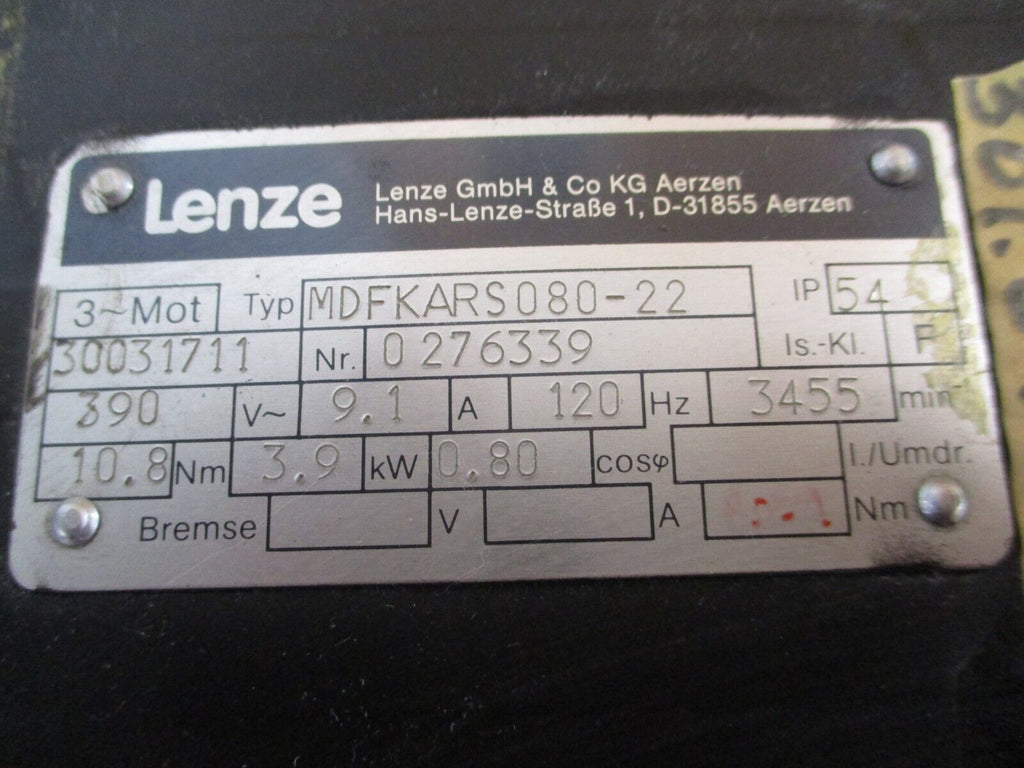 Lenze
Lenze GmbH & Co KG Aerzen
Hans-Lenze-Straße 1, D-31855 Aerzen
3~Mot Typ MDFKARS080-22 IP 54
30031711 Nr. 0276339 Is.-Kl. F
390 V~ 9.1 A 120 Hz 3455 min
10.8 Nm 3.9 kW 0.80 cosφ I./Umdr.
Bremse V A Nm